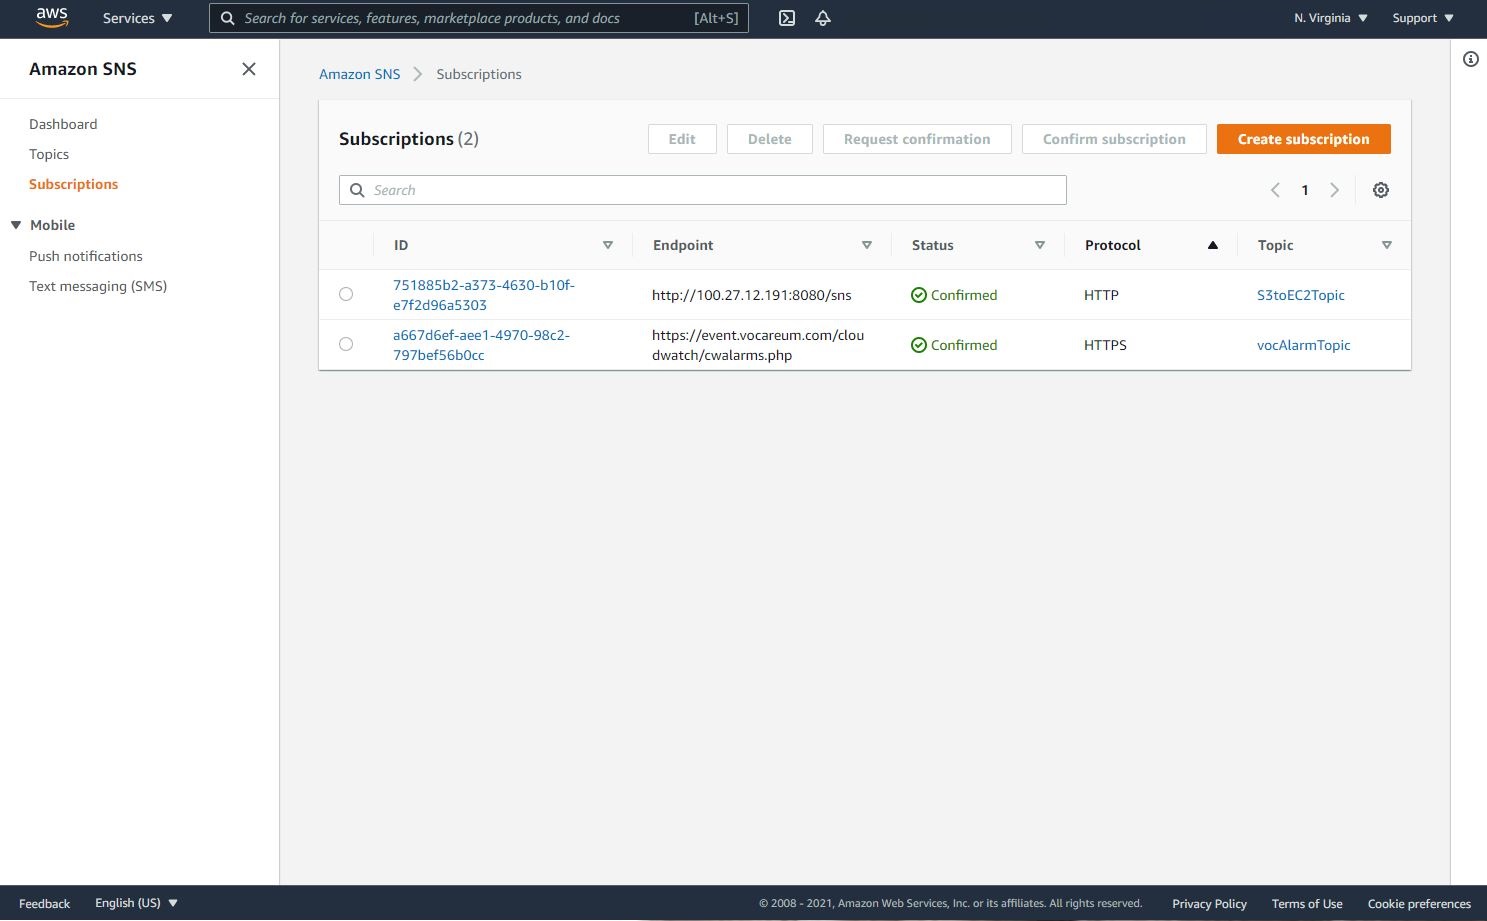 aws Services Search for services, features, marketplace products, and docs [Alt+S] N. Virginia Support
Amazon SNS
Dashboard
Topics
Subscriptions
Mobile
Push notifications
Text messaging (SMS)
Amazon SNS Subscriptions
Subscriptions (2) Edit Delete Request confirmation Confirm subscription Create subscription
Search 1
ID Endpoint Status Protocol Topic
751885b2-a373-4630-b10f-
e7f2d96a5303
http://100.27.12.191:8080/sns Confirmed HTTP S3toEC2Topic
a667d6ef-aee1-4970-98c2-
797bef56b0cc
https://event.vocareum.com/clou
dwatch/cwalarms.php
Confirmed HTTPS vocAlarmTopic
Feedback English (US) © 2008 - 2021, Amazon Web Services, Inc. or its affiliates. All rights reserved. Privacy Policy Terms of Use Cookie preferences